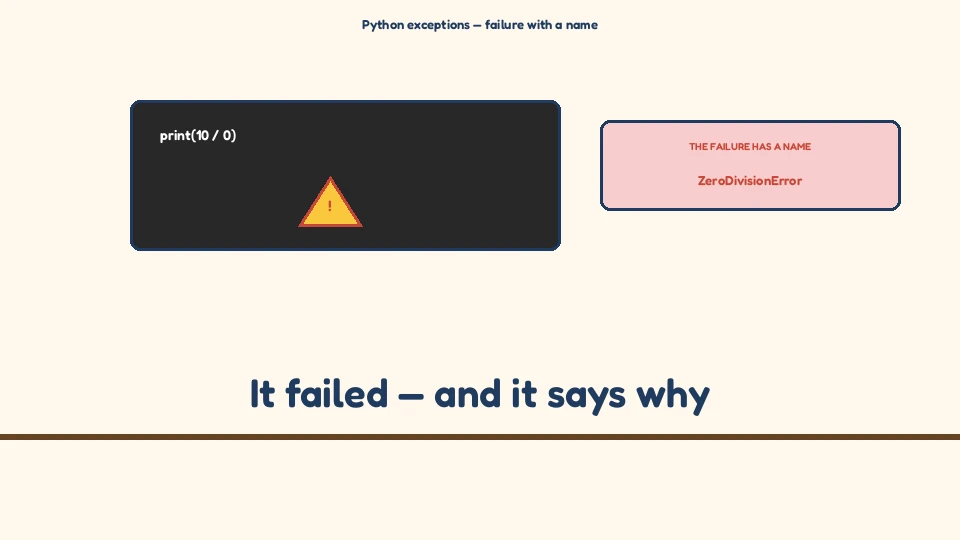 Python exceptions — failure with a name
print(10 / 0)
!
THE FAILURE HAS A NAME
ZeroDivisionError
It failed — and it says why